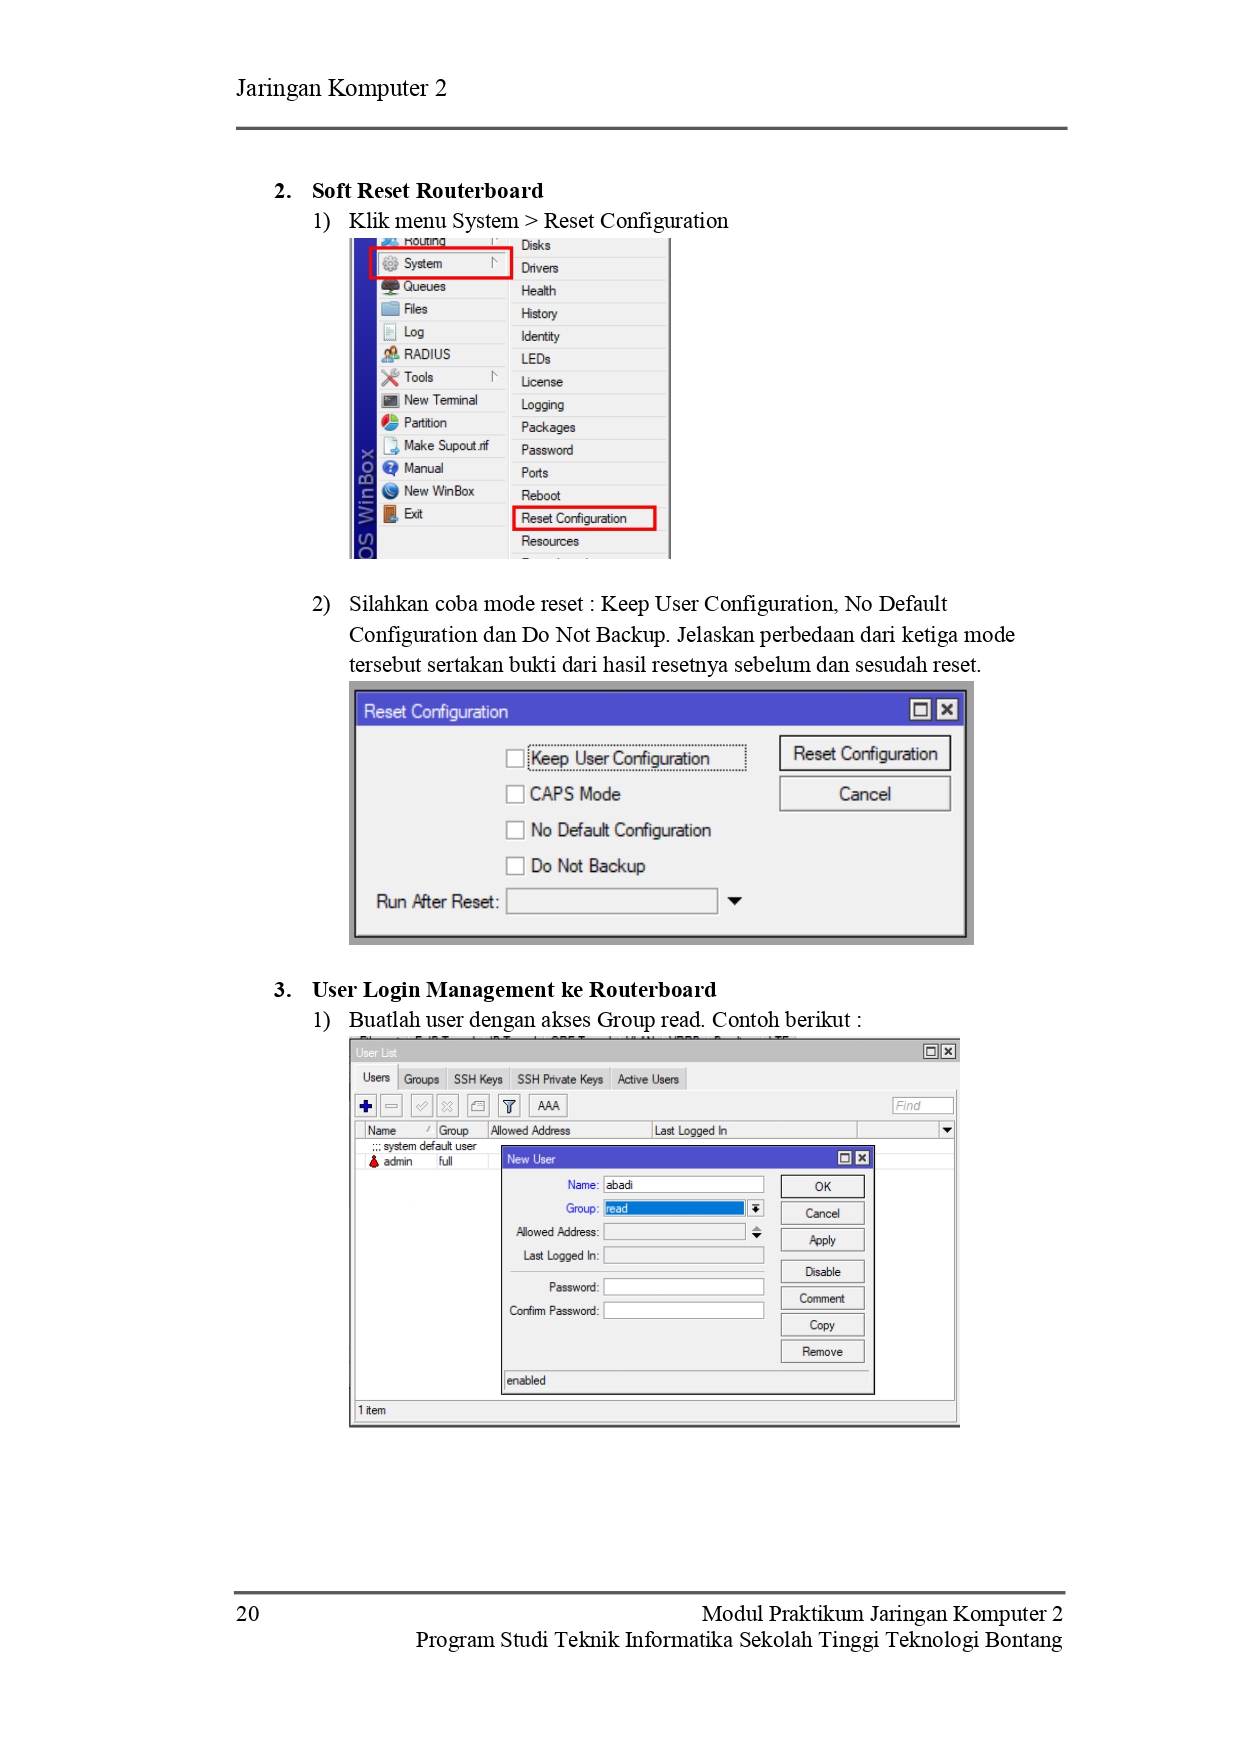 Jaringan Komputer 2
2. Soft Reset Routerboard
1) Klik menu System > Reset Configuration
Routing
System
Queues
Files
Log
RADIUS
Tools
New Terminal
Partition
Make Supout.rif
Manual
New WinBox
Exit
OS WinBox
Disks
Drivers
Health
History
Identity
LEDs
License
Logging
Packages
Password
Ports
Reboot
Reset Configuration
Resources
2) Silahkan coba mode reset : Keep User Configuration, No Default
Configuration dan Do Not Backup. Jelaskan perbedaan dari ketiga mode
tersebut sertakan bukti dari hasil resetnya sebelum dan sesudah reset.
Reset Configuration
Keep User Configuration
CAPS Mode
No Default Configuration
Do Not Backup
Run After Reset:
Reset Configuration
Cancel
3. User Login Management ke Routerboard
1) Buatlah user dengan akses Group read. Contoh berikut :
User List
Users Groups SSH Keys SSH Private Keys Active Users
AAA Find
Name Group Allowed Address Last Logged In
;;; system default user
admin full
New User
Name: abadi
Group: read
Allowed Address:
Last Logged In:
Password:
Confirm Password:
OK
Cancel
Apply
Disable
Comment
Copy
Remove
enabled
1 item
20 Modul Praktikum Jaringan Komputer 2
Program Studi Teknik Informatika Sekolah Tinggi Teknologi Bontang